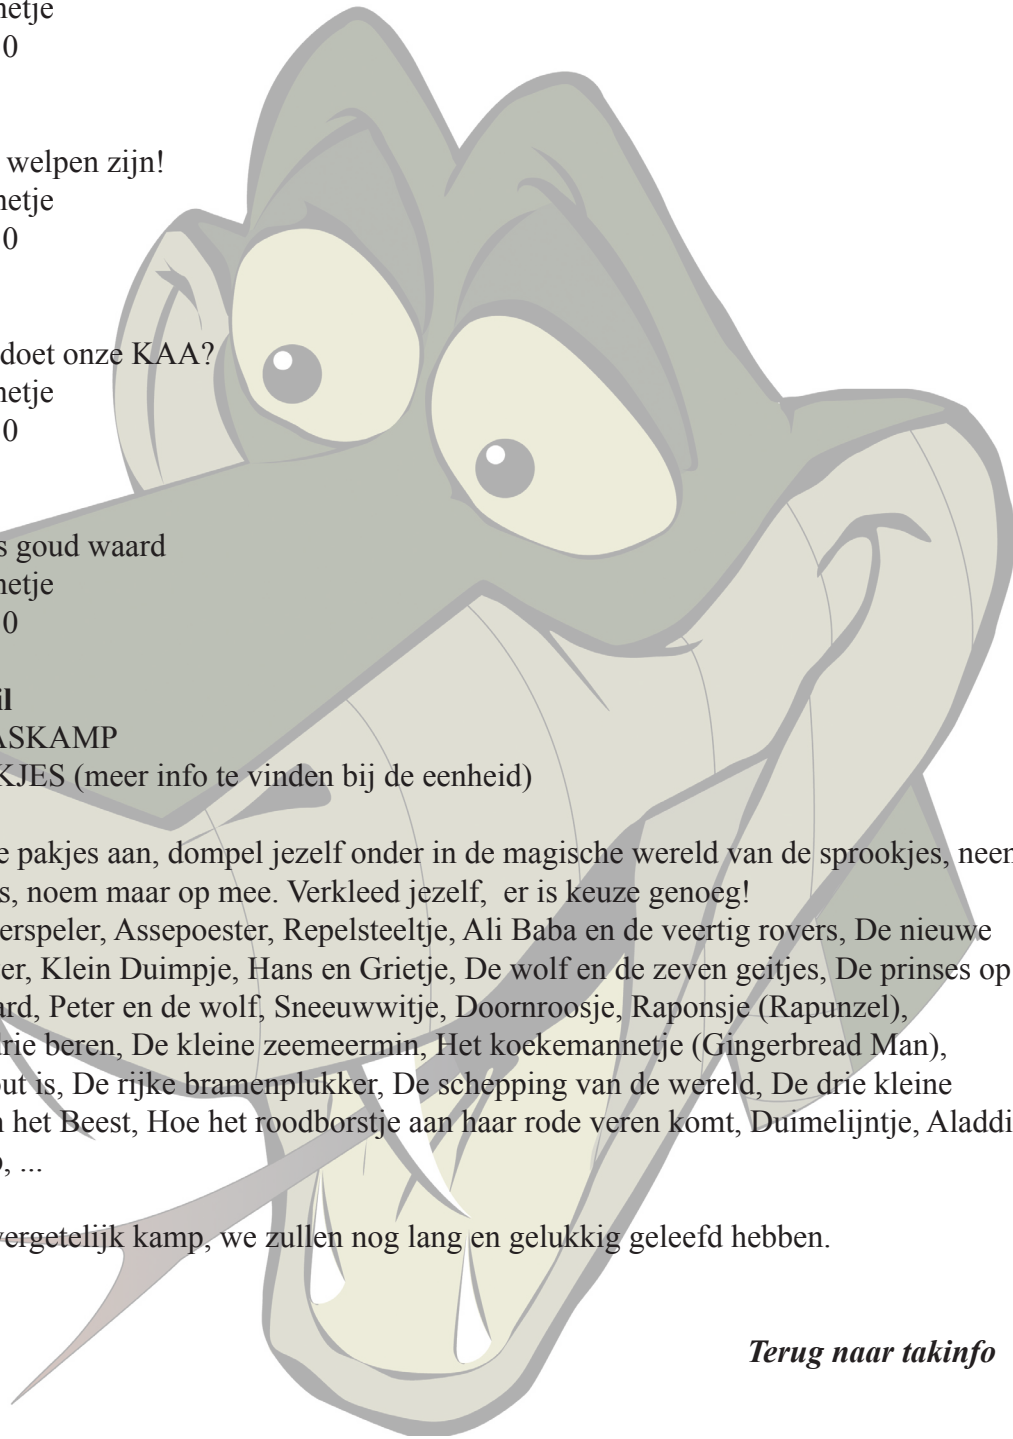 netje
0
welpen zijn!
netje
0
doet onze KAA?
netje
0
s goud waard
netje
0
il
ASKAMP
KJES (meer info te vinden bij de eenheid)
e pakjes aan, dompel jezelf onder in de magische wereld van de sprookjes, neem
s, noem maar op mee. Verkleed jezelf,  er is keuze genoeg!
erspeler, Assepoester, Repelsteeltje, Ali Baba en de veertig rovers, De nieuwe
er, Klein Duimpje, Hans en Grietje, De wolf en de zeven geitjes, De prinses op
ard, Peter en de wolf, Sneeuwwitje, Doornroosje, Raponsje (Rapunzel),
drie beren, De kleine zeemeermin, Het koekemannetje (Gingerbread Man),
out is, De rijke bramenplukker, De schepping van de wereld, De drie kleine
n het Beest, Hoe het roodborstje aan haar rode veren komt, Duimelijntje, Aladdi
o, ...
vergetelijk kamp, we zullen nog lang en gelukkig geleefd hebben.
Terug naar takinfo